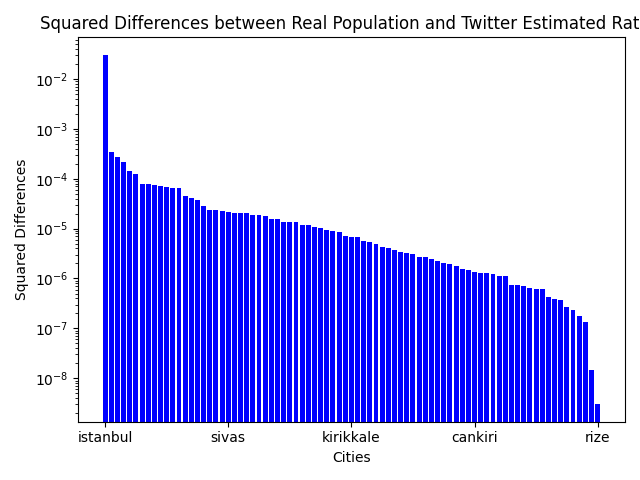 Squared Differences between Real Population and Twitter Estimated Rat
10⁻²
10⁻³
10⁻⁴
10⁻⁵
10⁻⁶
10⁻⁷
10⁻⁸
Squared Differences
istanbul sivas kirikkale cankiri rize
Cities